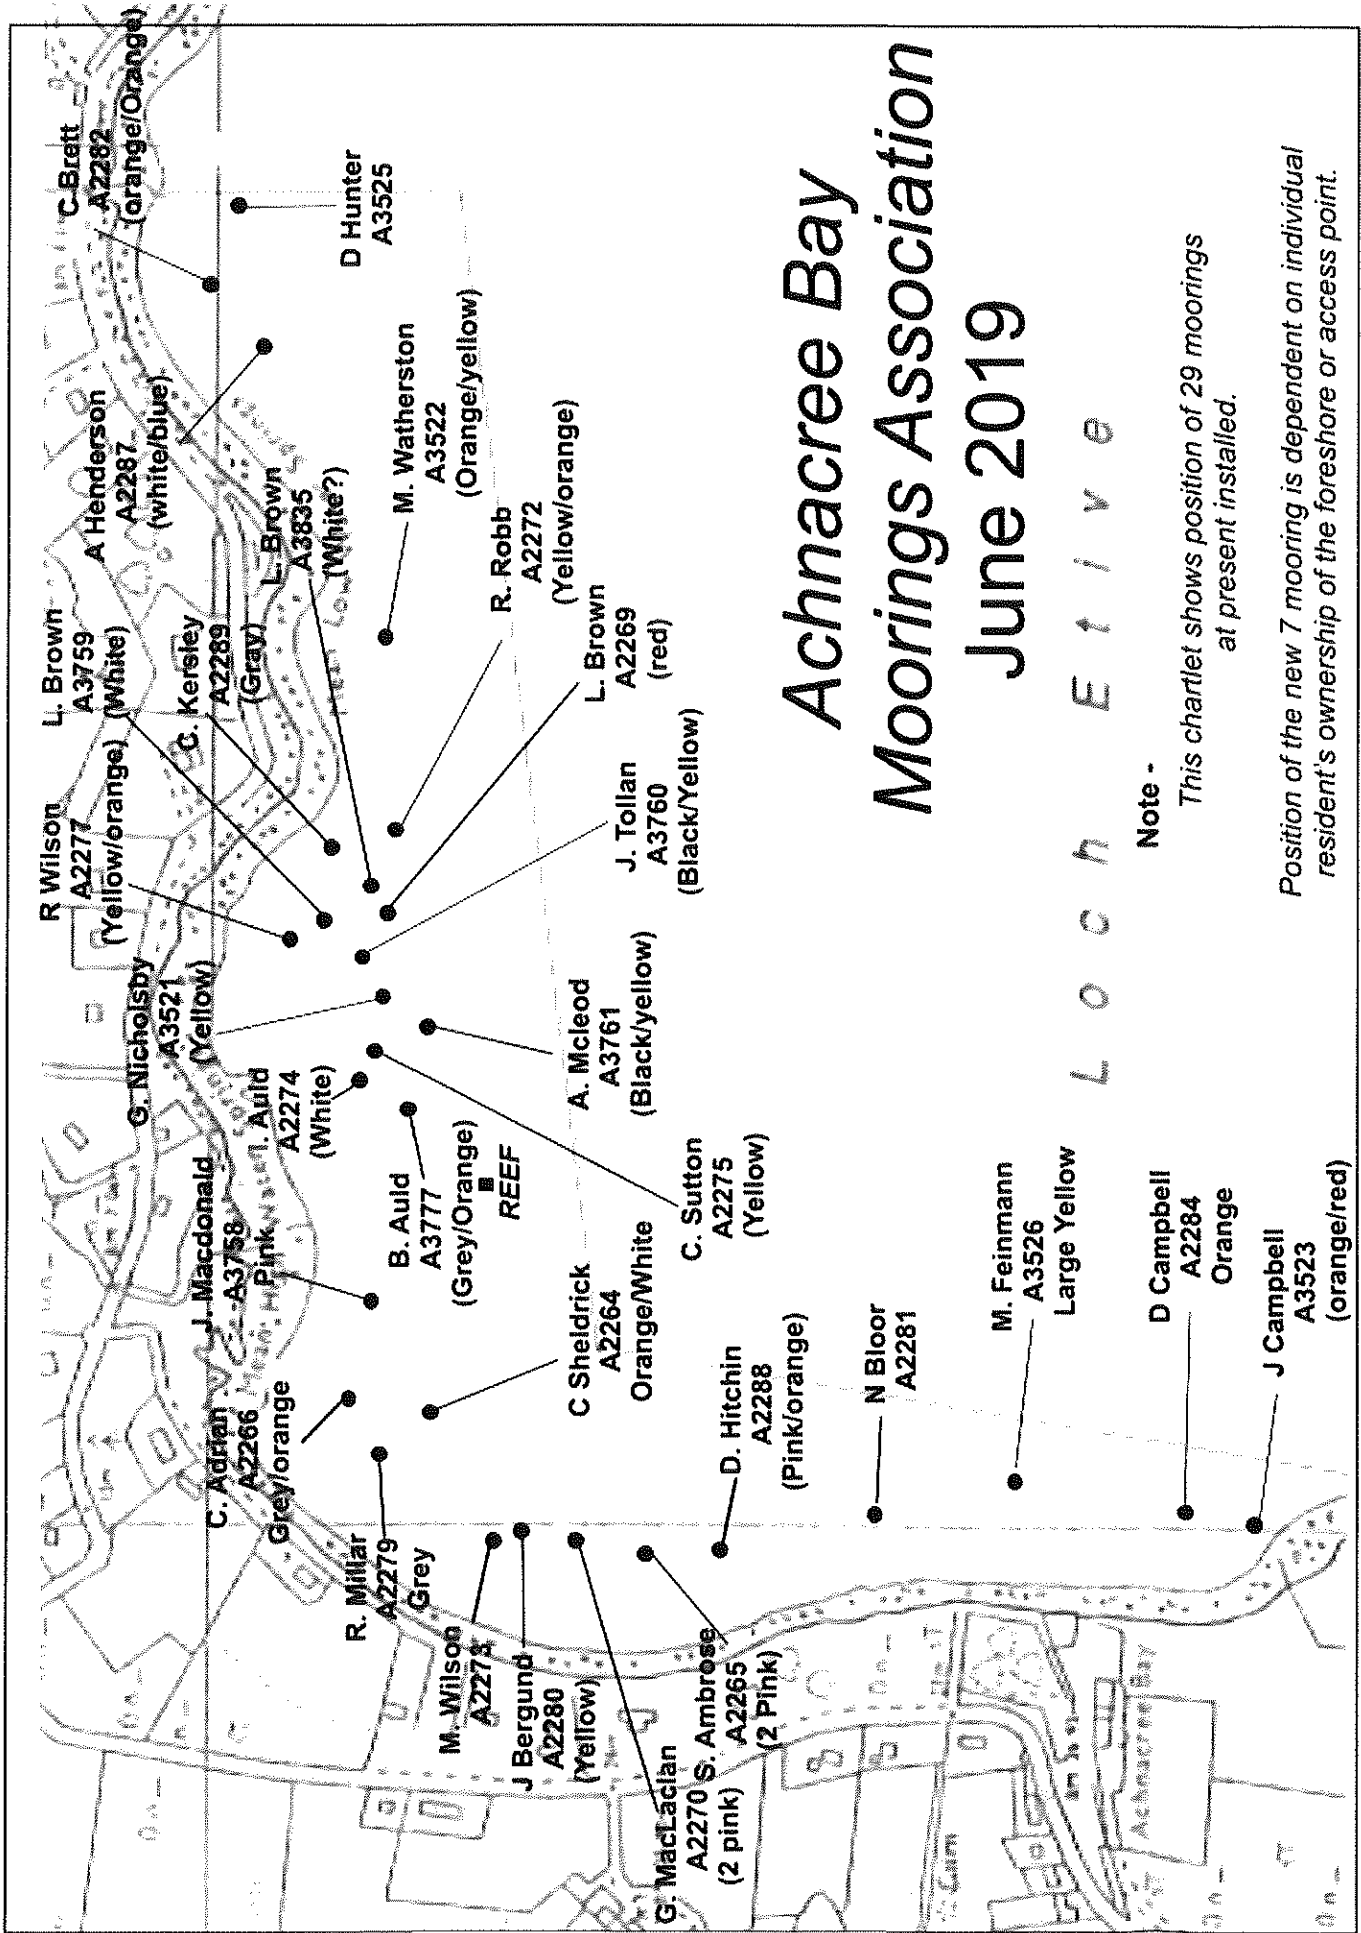 C. Brett
A2282
(orange/Orange)
D Hunter
A3525
A Henderson
A2287
(white/blue)
M. Watherston
A3522
(Orange/yellow)
L. Brown
A3835
(White?)
R. Robb
A2272
(Yellow/orange)
L. Brown
A3759
(White)
C. Kersley
A2289
(Gray)
L. Brown
A2269
(red)
R Wilson
A2277
(Yellow/orange)
J. Tollan
A3760
(Black/Yellow)
G. Nicholsby
A3521
(Yellow)
A. Mcleod
A3761
(Black/yellow)
I. Auld
A2274
(White)
B. Auld
A3777
(Grey/Orange)
REEF
C. Sutton
A2275
(Yellow)
J. Macdonald
A3758
Pink
C. Adrian
A2266
Grey/orange
C Sheldrick
A2264
Orange/White
R. Millar
A2279
Grey
M. Wilson
A2273
J Bergund
A2280
(Yellow)
G. MacLaclan
A2270
(2 pink)
S. Ambrose
A2265
(2 Pink)
D. Hitchin
A2288
(Pink/orange)
N Bloor
A2281
M. Feinmann
A3526
Large Yellow
D Campbell
A2284
Orange
J Campbell
A3523
(orange/red)
Achnacree Bay
Achnacree Bay
Moorings Association
June 2019
Loch Etive
Note -
This chartlet shows position of 29 moorings
at present installed.
Position of the new 7 mooring is dependent on individual
resident's ownership of the foreshore or access point.